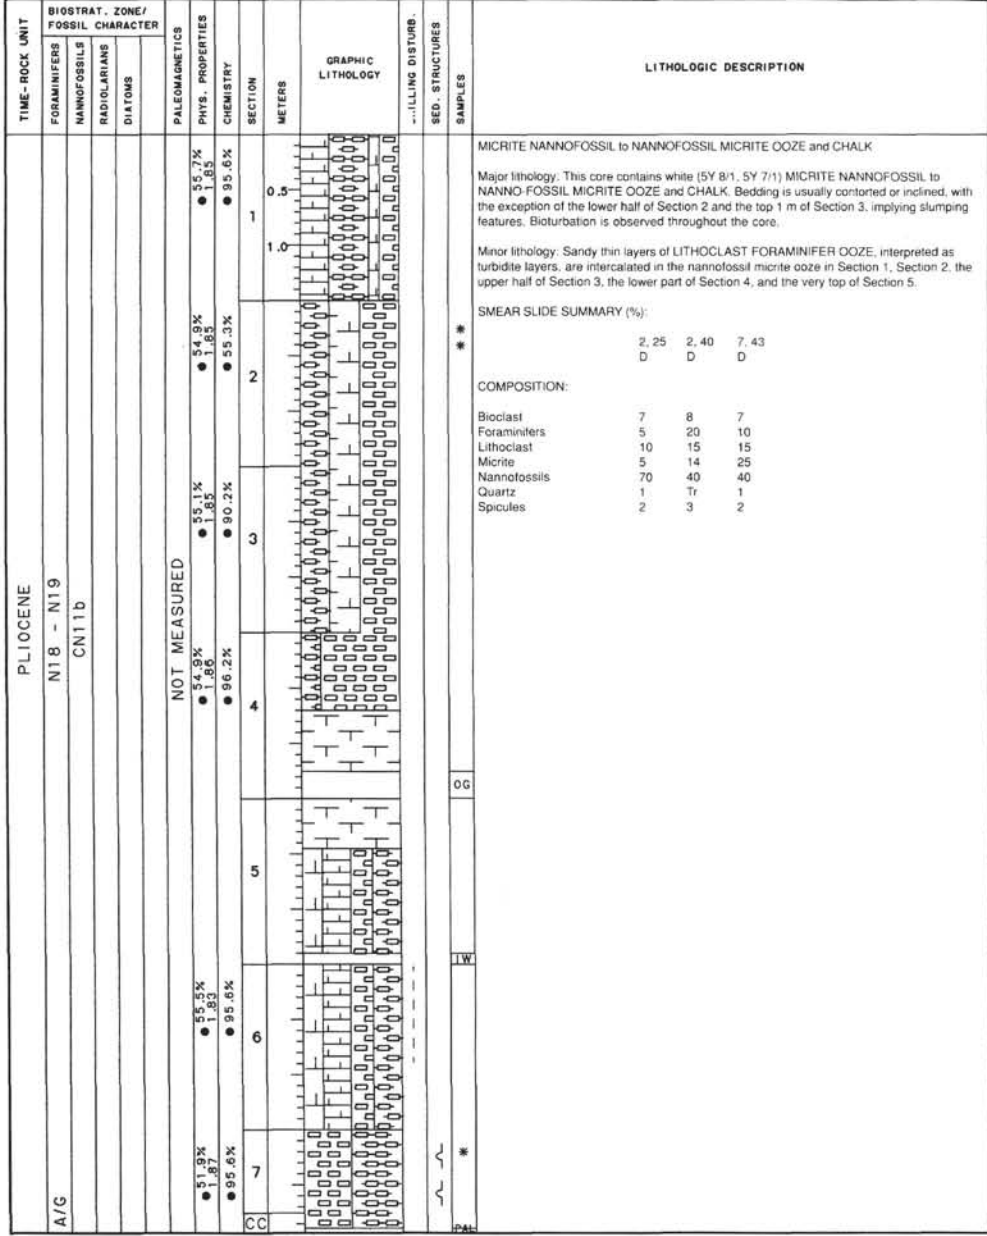 TIME-ROCK UNIT
BIOSTRAT. ZONE/
FOSSIL CHARACTER
FORAMINIFERS
NANNOFOSSILS
RADIOLARIANS
DIATOMS
PALEOMAGNETICS
PHYS. PROPERTIES
CHEMISTRY
SECTION
METERS
GRAPHIC
LITHOLOGY
ILLING DISTURB.
SED. STRUCTURES
SAMPLES
LITHOLOGIC DESCRIPTION
PLIOCENE
N18 - N19
A/G
CN11b
NOT MEASURED
● 55.7%
1.85
● 95.6%
1
0.5
1.0
● 54.9%
1.85
● 55.3%
2
*
*
● 55.1%
1.85
● 90.2%
3
● 54.9%
1.86
● 96.2%
4
OG
5
IW
● 55.5%
1.83
● 95.6%
6
● 51.9%
1.87
● 95.6%
7
*
CC
PAL
MICRITE NANNOFOSSIL to NANNOFOSSIL MICRITE OOZE and CHALK
Major lithology: This core contains white (5Y 8/1, 5Y 7/1) MICRITE NANNOFOSSIL to
NANNO-FOSSIL MICRITE OOZE and CHALK. Bedding is usually contorted or inclined, with
the exception of the lower half of Section 2 and the top 1 m of Section 3, implying slumping
features. Bioturbation is observed throughout the core.
Minor lithology: Sandy thin layers of LITHOCLAST FORAMINIFER OOZE, interpreted as
turbidite layers, are intercalated in the nannofossil micrite ooze in Section 1, Section 2, the
upper half of Section 3, the lower part of Section 4, and the very top of Section 5.
SMEAR SLIDE SUMMARY (%):
2, 25 2, 40 7, 43
D D D
COMPOSITION:
Bioclast 7 8 7
Foraminifers 5 20 10
Lithoclast 10 15 15
Micrite 5 14 25
Nannofossils 70 40 40
Quartz 1 Tr 1
Spicules 2 3 2